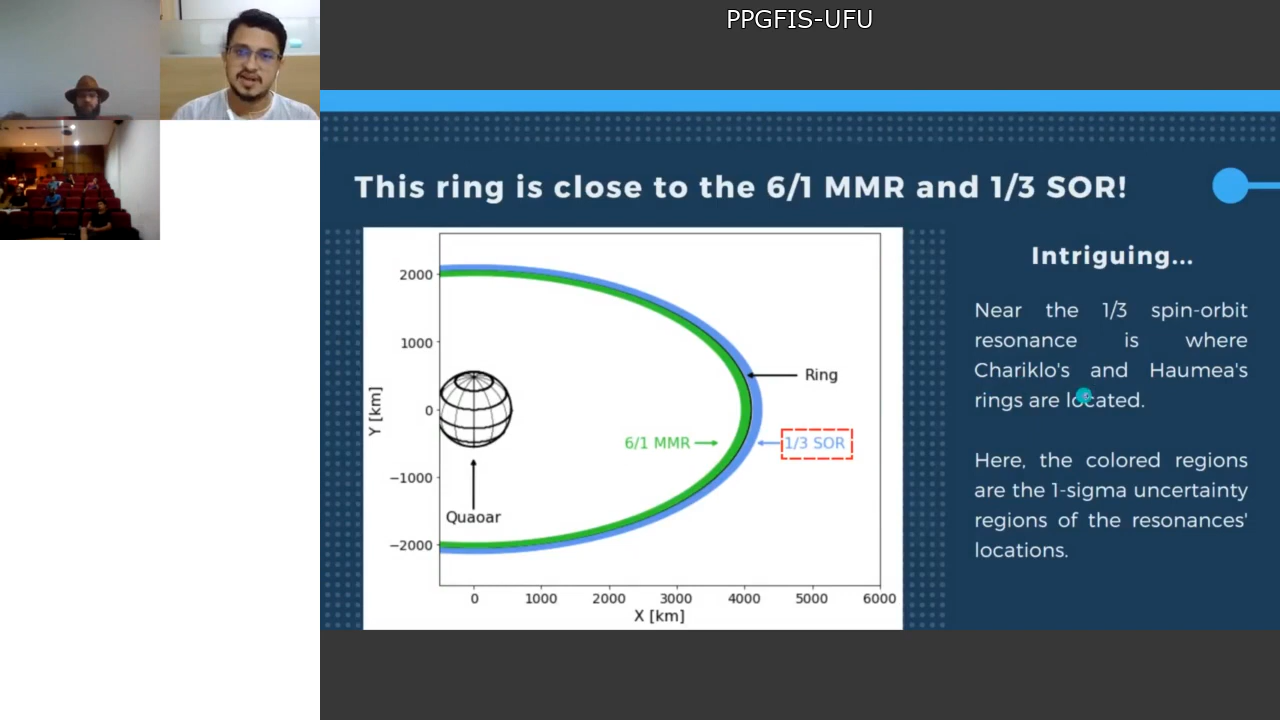 PPGFIS-UFU
This ring is close to the 6/1 MMR and 1/3 SOR!
Intriguing...
Near the 1/3 spin-orbit
resonance is where
Chariklo's and Haumea's
rings are located.
Here, the colored regions
are the 1-sigma uncertainty
regions of the resonances'
locations.
2000
1000
0
−1000
−2000
Y [km]
Ring
6/1 MMR
1/3 SOR
Quaoar
0 1000 2000 3000 4000 5000 6000
X [km]